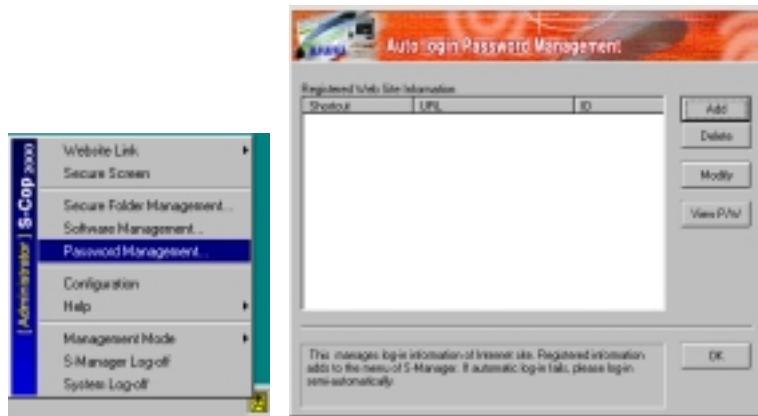 [Administrator] S-Cop 2000
Website Link
Secure Screen
Secure Folder Management...
Software Management...
Password Management...
Configuration
Help
Management Mode
S-Manager Log-off
System Log-off
Auto login Password Management
Registered Web Site Information
Shortcut URL ID
Add
Delete
Modify
View P/W
This manages log-in information of Internet site. Registered information
adds to the menu of S-Manager. If automatic log-in fails, please log-in
semi-automatically.
OK